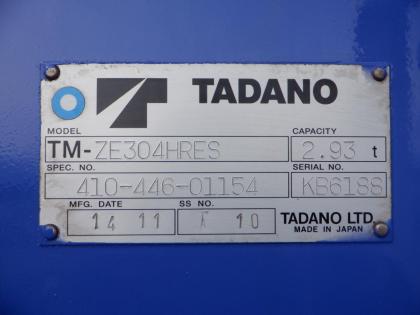 TADANO
MODEL CAPACITY
TM-ZE304HRES 2.93 t
SPEC. NO. SERIAL NO.
410-446-01154 KB6188
MFG. DATE SS NO.
14 11 A 10 TADANO LTD.
MADE IN JAPAN